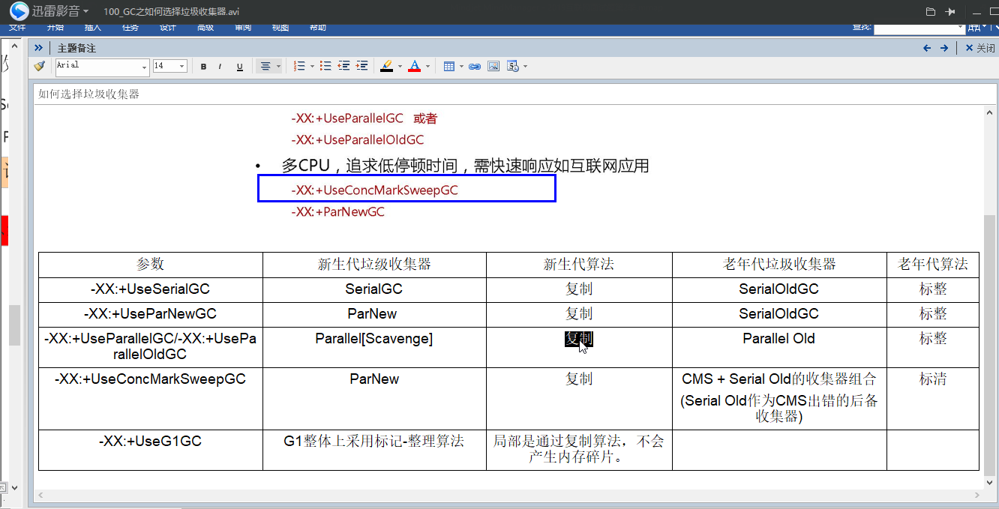 迅雷影音
100_GC之如何选择垃圾收集器.avi
文件 开始 插入 任务 设计 高级 审阅 视图 帮助
查找:
主题备注
关闭
Arial
14
B I U
如何选择垃圾收集器
-XX:+UseParallelGC 或者
-XX:+UseParallelOldGC
• 多CPU，追求低停顿时间，需快速响应如互联网应用
-XX:+UseConcMarkSweepGC
-XX:+ParNewGC
参数 新生代垃级收集器 新生代算法 老年代垃圾收集器 老年代算法
-XX:+UseSerialGC SerialGC 复制 SerialOldGC 标整
-XX:+UseParNewGC ParNew 复制 SerialOldGC 标整
-XX:+UseParallelGC/-XX:+UsePa
rallelOldGC
Parallel[Scavenge] 复制 Parallel Old 标整
-XX:+UseConcMarkSweepGC ParNew 复制 CMS + Serial Old的收集器组合
(Serial Old作为CMS出错的后备
收集器)
标清
-XX:+UseG1GC G1整体上采用标记-整理算法 局部是通过复制算法，不会
产生内存碎片。